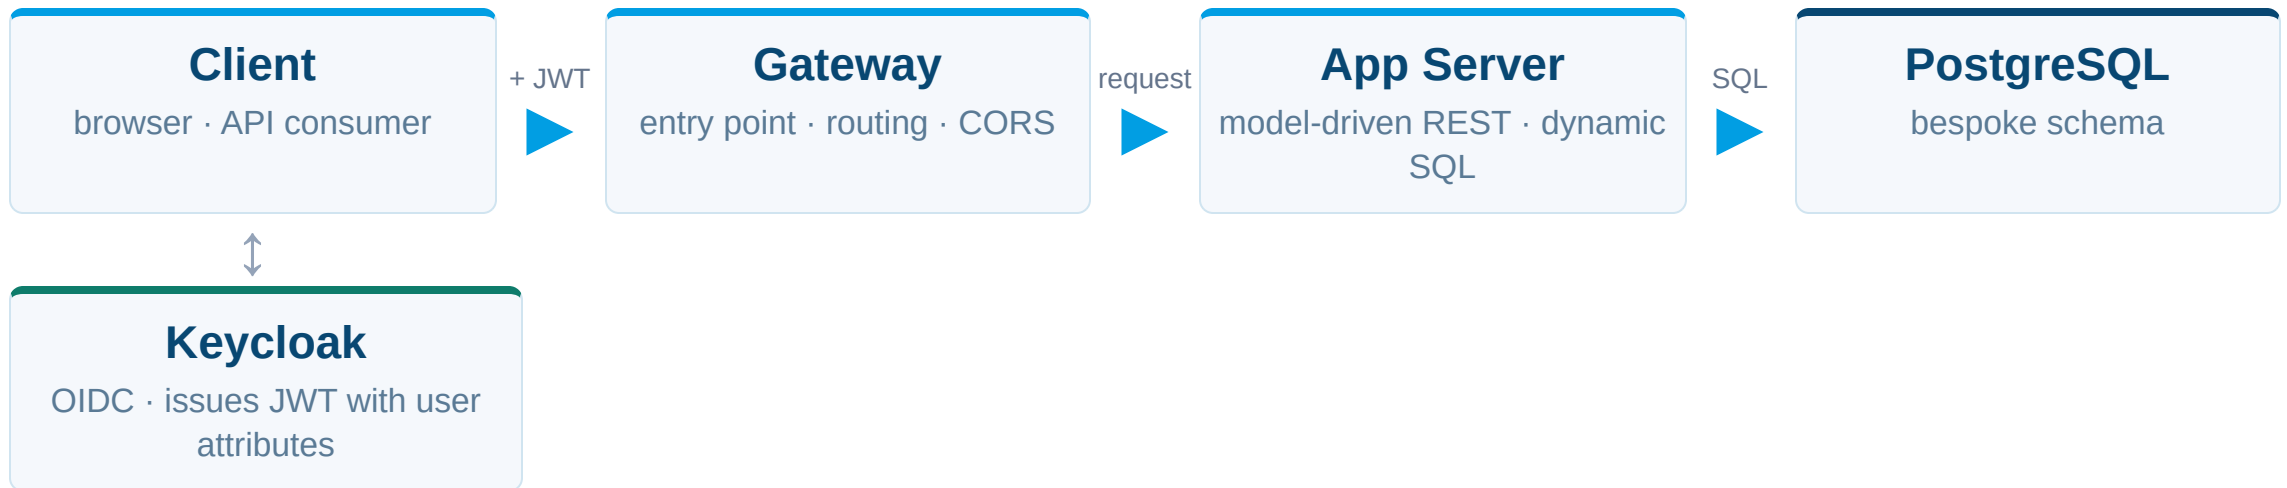 Client
browser · API consumer
+ JWT
▶
Gateway
entry point · routing · CORS
request
▶
App Server
model-driven REST · dynamic
SQL
SQL
▶
PostgreSQL
bespoke schema
↕
Keycloak
OIDC · issues JWT with user
attributes